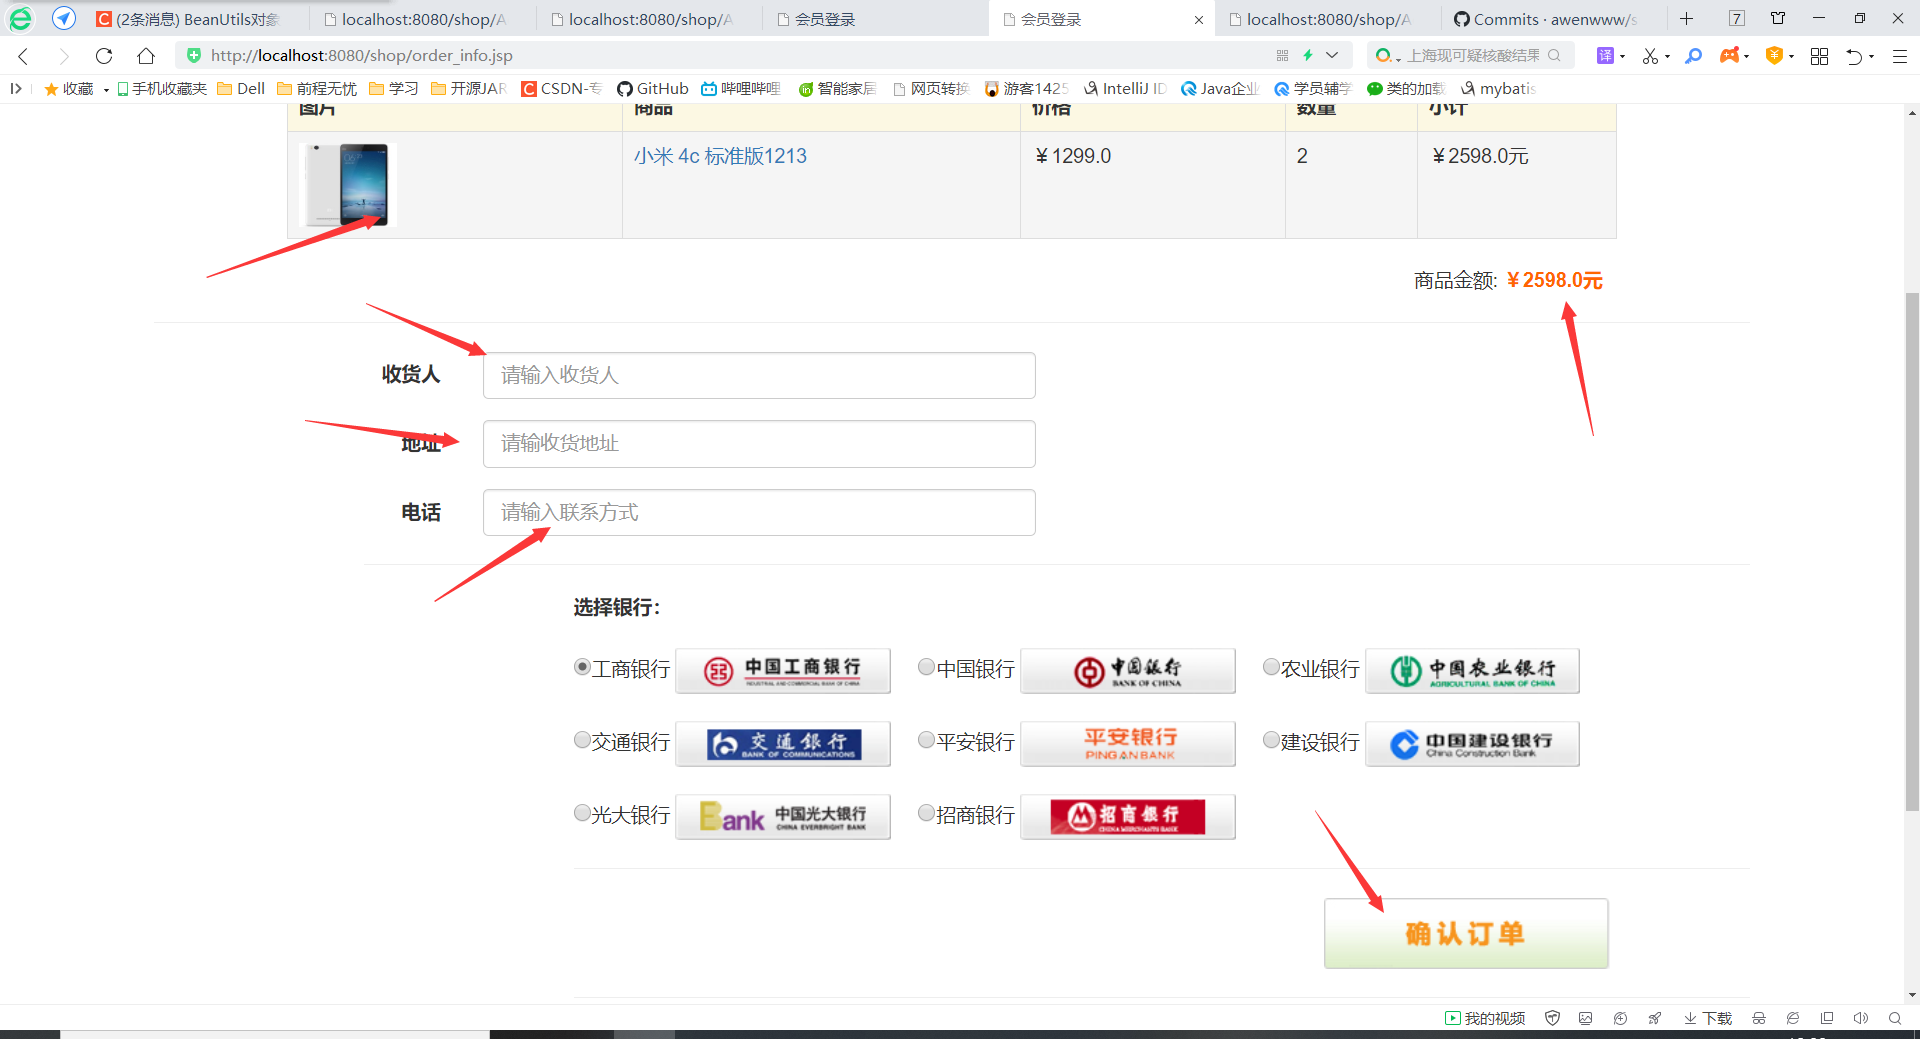 (2条消息) BeanUtils对象
localhost:8080/shop/A
localhost:8080/shop/A
会员登录
会员登录
localhost:8080/shop/A
Commits · awenwww/s
7
http://localhost:8080/shop/order_info.jsp
上海现可疑核酸结果
译
收藏
手机收藏夹
Dell
前程无忧
学习
开源JAR
CSDN-专
GitHub
哔哩哔哩
智能家居
网页转换
游客1425
IntelliJ ID
Java企业
学员辅学
类的加载
mybatis
图片 商品 价格 数量 小计
小米 4c 标准版1213 ¥1299.0 2 ¥2598.0元
商品金额: ¥2598.0元
收货人 请输入收货人
地址 请输收货地址
电话 请输入联系方式
选择银行：
工商银行 中国工商银行 INDUSTRIAL AND COMMERCIAL BANK OF CHINA
中国银行 中国银行 BANK OF CHINA
农业银行 中国农业银行 AGRICULTURAL BANK OF CHINA
交通银行 交通銀行 BANK OF COMMUNICATIONS
平安银行 平安银行 PING AN BANK
建设银行 中国建设银行 China Construction Bank
光大银行 Bank 中国光大银行 CHINA EVERBRIGHT BANK
招商银行 招商银行 CHINA MERCHANTS BANK
确认订单
我的视频
下载